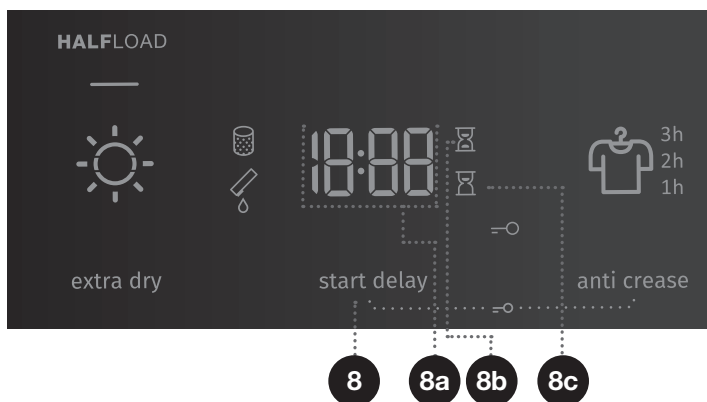 HALFLOAD
18:88
3h
2h
1h
extra dry
start delay
anti crease
8
8a
8b
8c